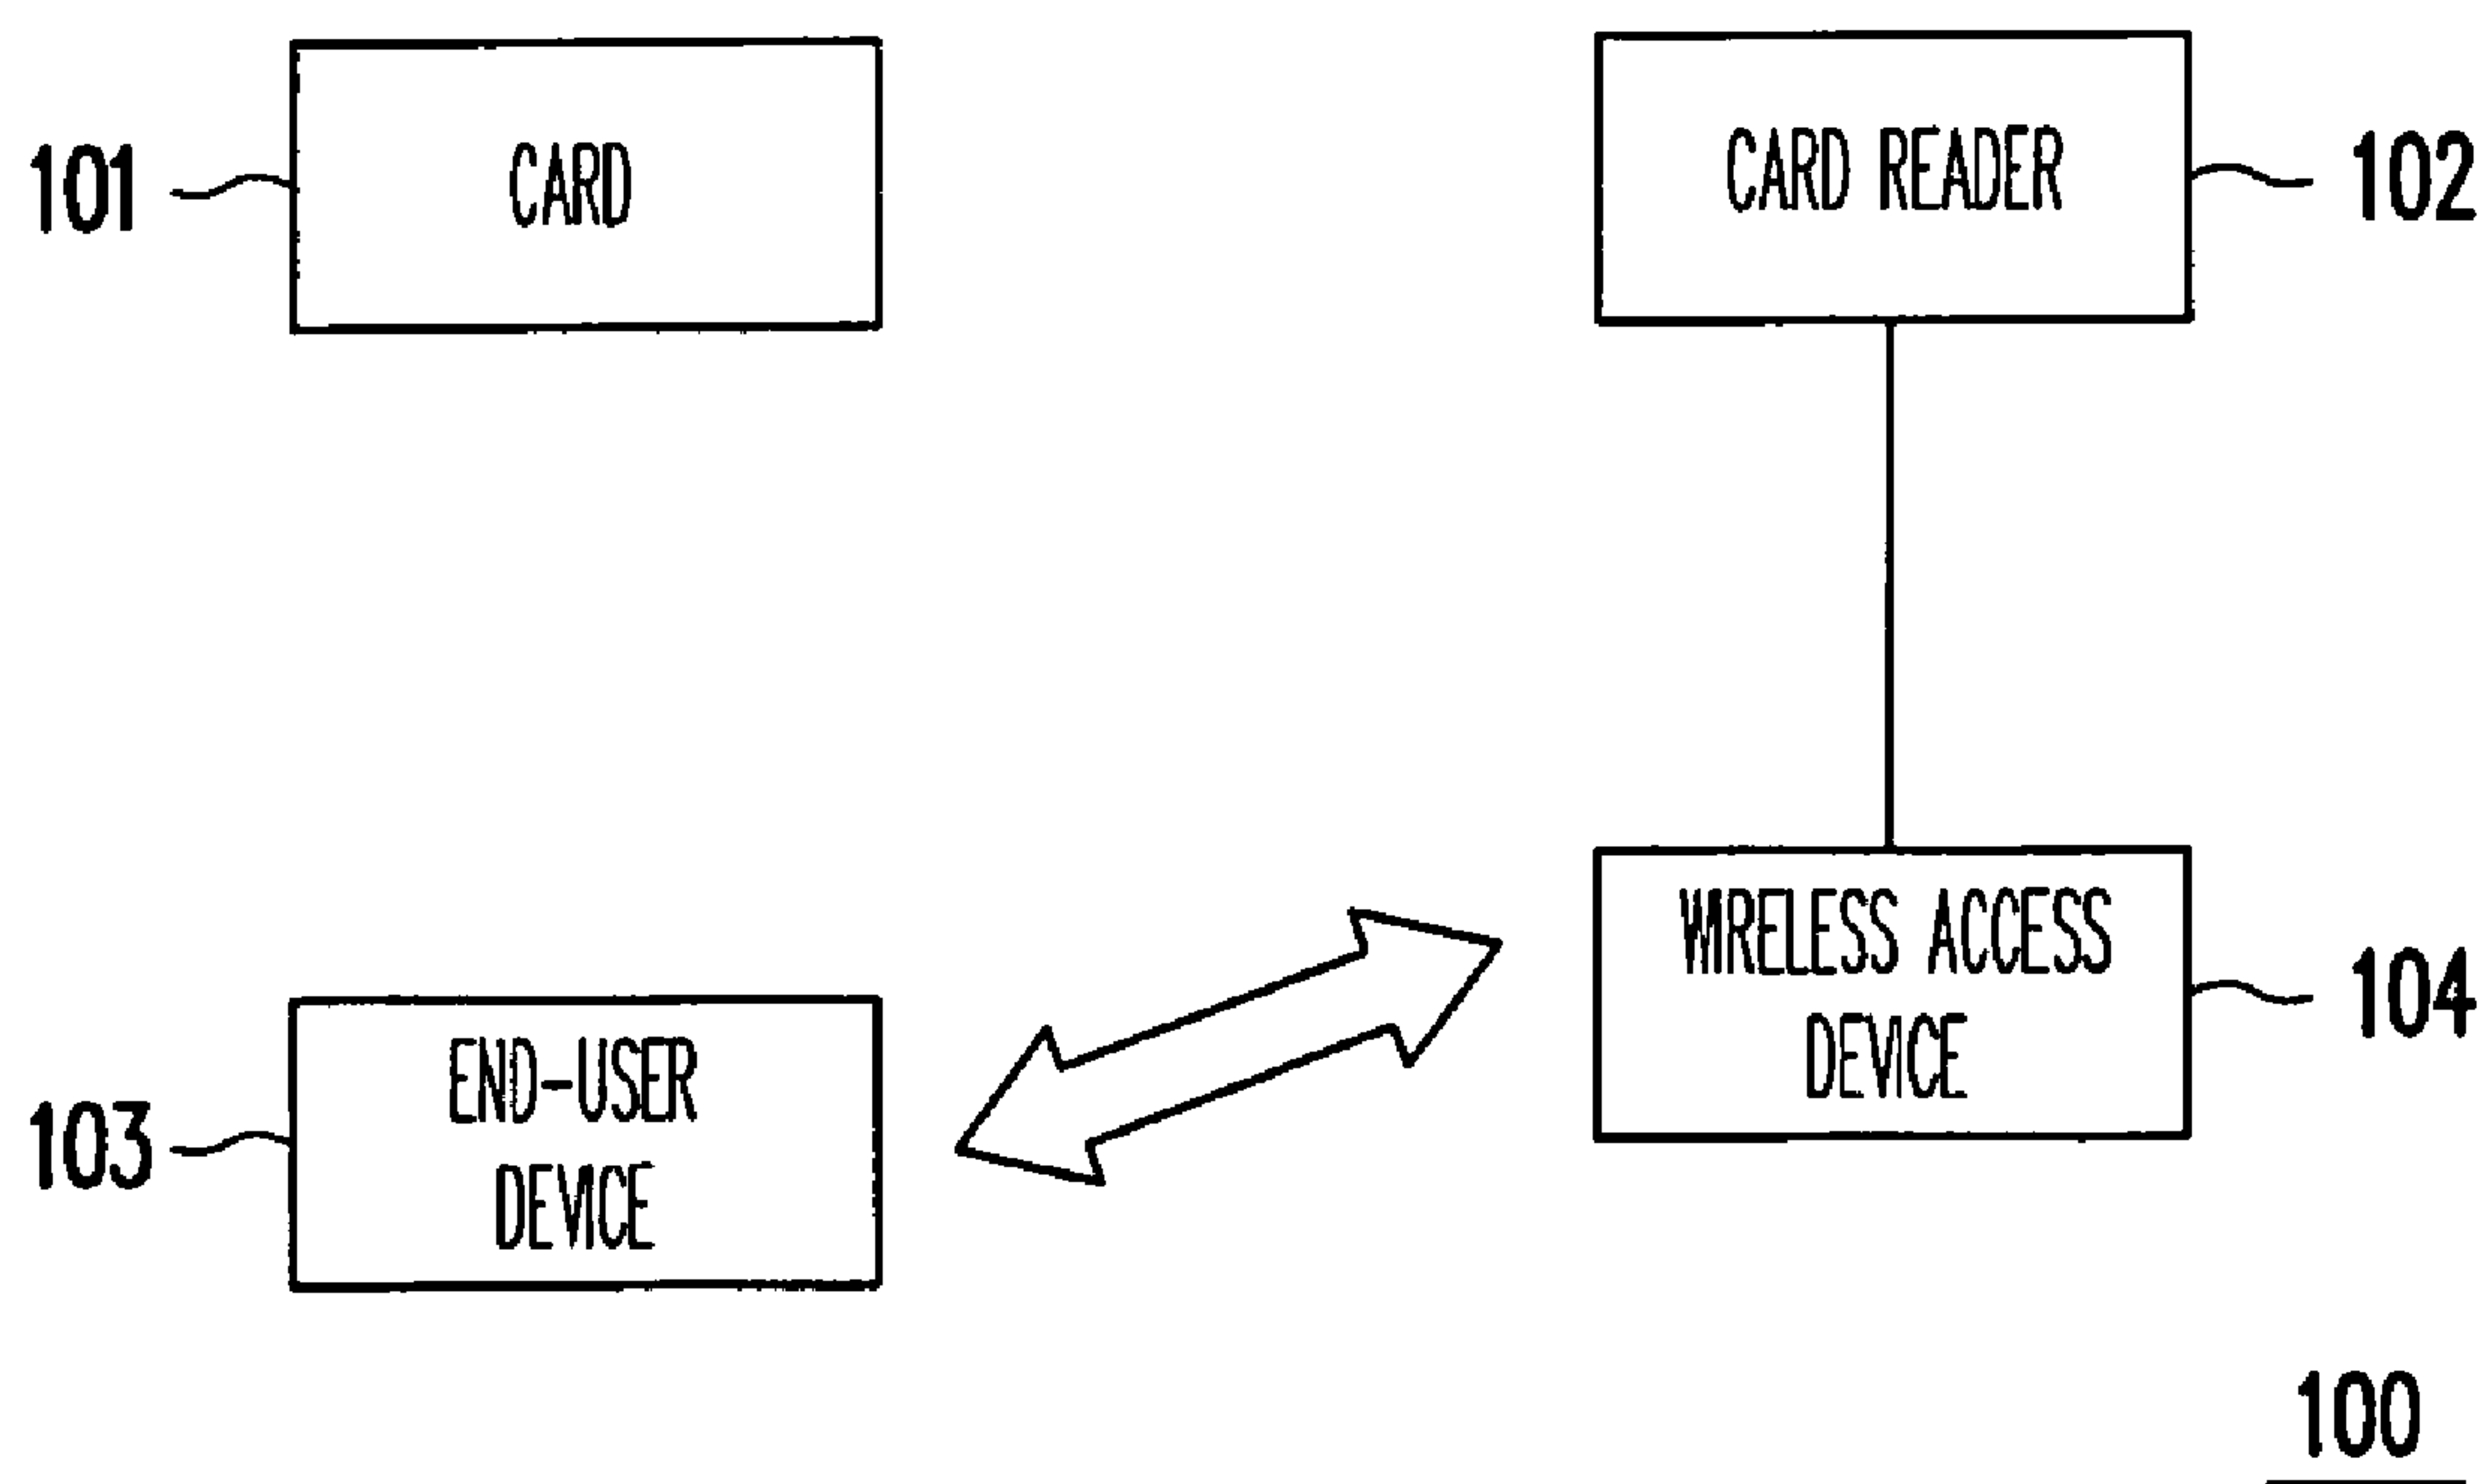 101
CARD
CARD READER
102
WIRELESS ACCESS
DEVICE
104
103
END-USER
DEVICE
100